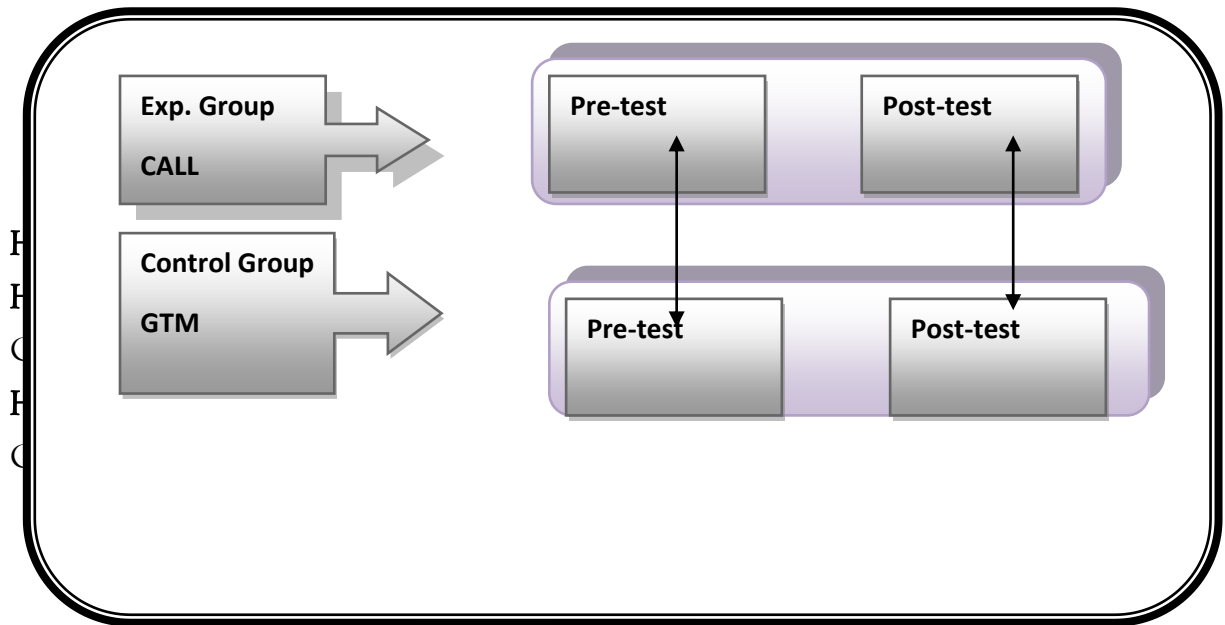 Exp. Group
CALL
Pre-test
Post-test
Control Group
GTM
Pre-test
Post-test